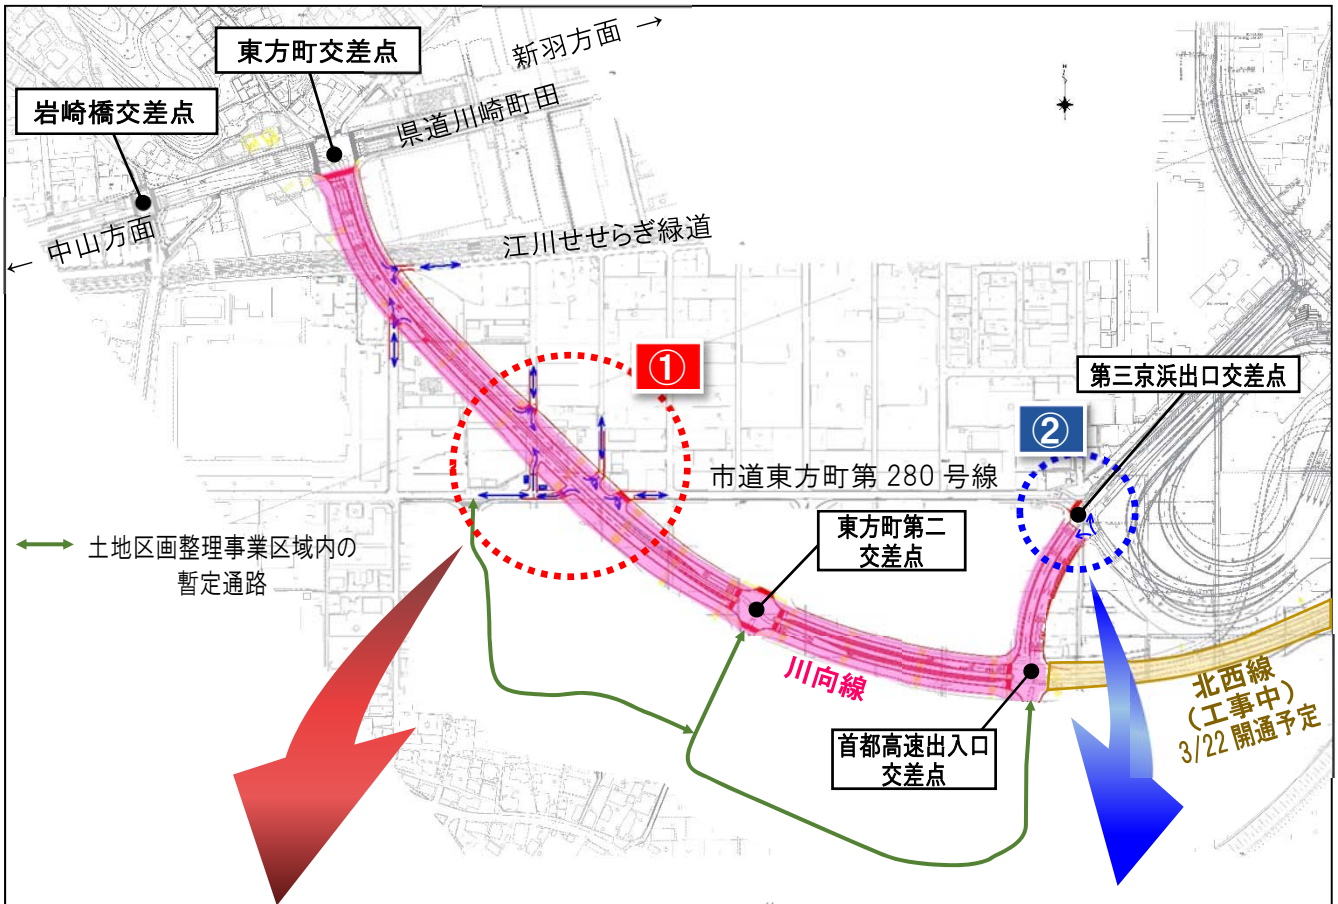 東方町交差点
新羽方面 →
岩崎橋交差点
県道川崎町田
← 中山方面
江川せせらぎ緑道
N
①
第三京浜出口交差点
②
市道東方町第 280 号線
東方町第二
交差点
土地区画整理事業区域内の
暫定通路
川向線
北西線
(工事中)
3/22 開通予定
首都高速出入口
交差点